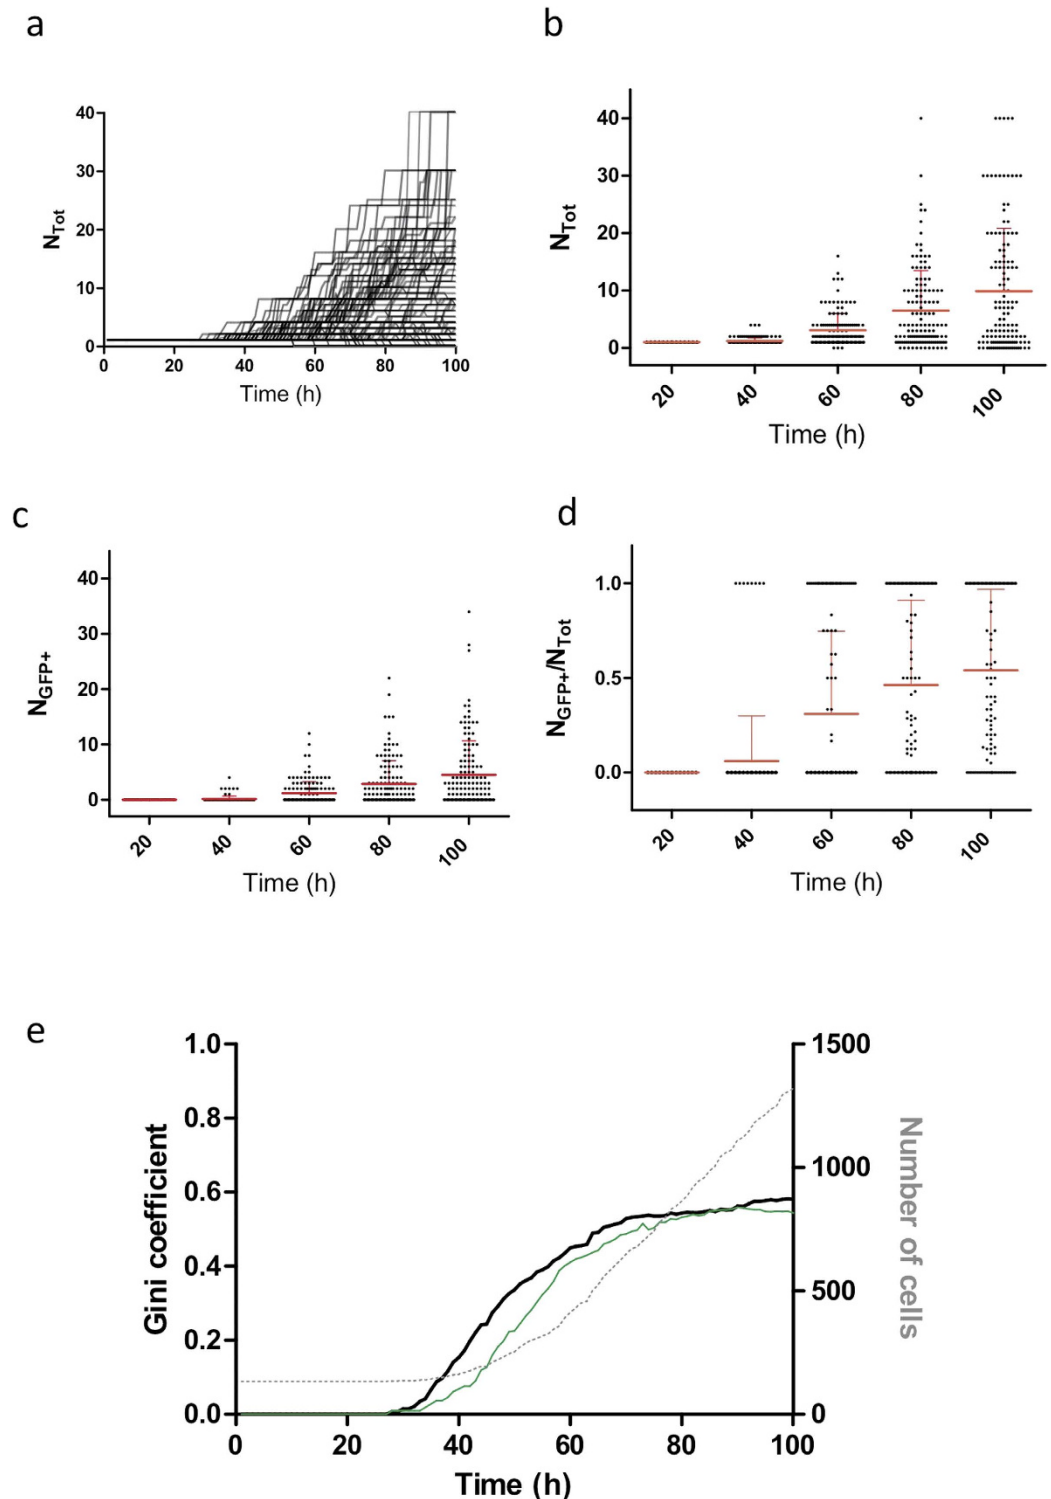 a
40
30
20
10
0
N_Tot
0 20 40 60 80 100
Time (h)
b
40
30
20
10
0
N_Tot
20 40 60 80 100
Time (h)
c
40
30
20
10
0
N_GFP+
20 40 60 80 100
Time (h)
d
1.0
0.5
0.0
N_GFP+/N_Tot
20 40 60 80 100
Time (h)
e
1.0
0.8
0.6
0.4
0.2
0.0
Gini coefficient
1500
1000
500
0
Number of cells
0 20 40 60 80 100
Time (h)